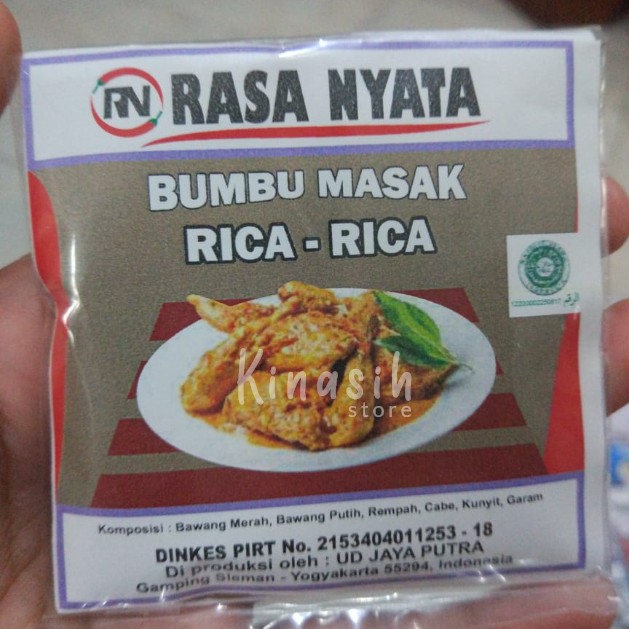 RN RASA NYATA
BUMBU MASAK
RICA - RICA
Kinasih
store
Komposisi : Bawang Merah, Bawang Putih, Rempah, Cabe, Kunyit, Garam
DINKES PIRT No. 2153404011253 - 18
Di produksi oleh : UD JAYA PUTRA
Gamping Sleman - Yogyakarta 55294, Indonesia